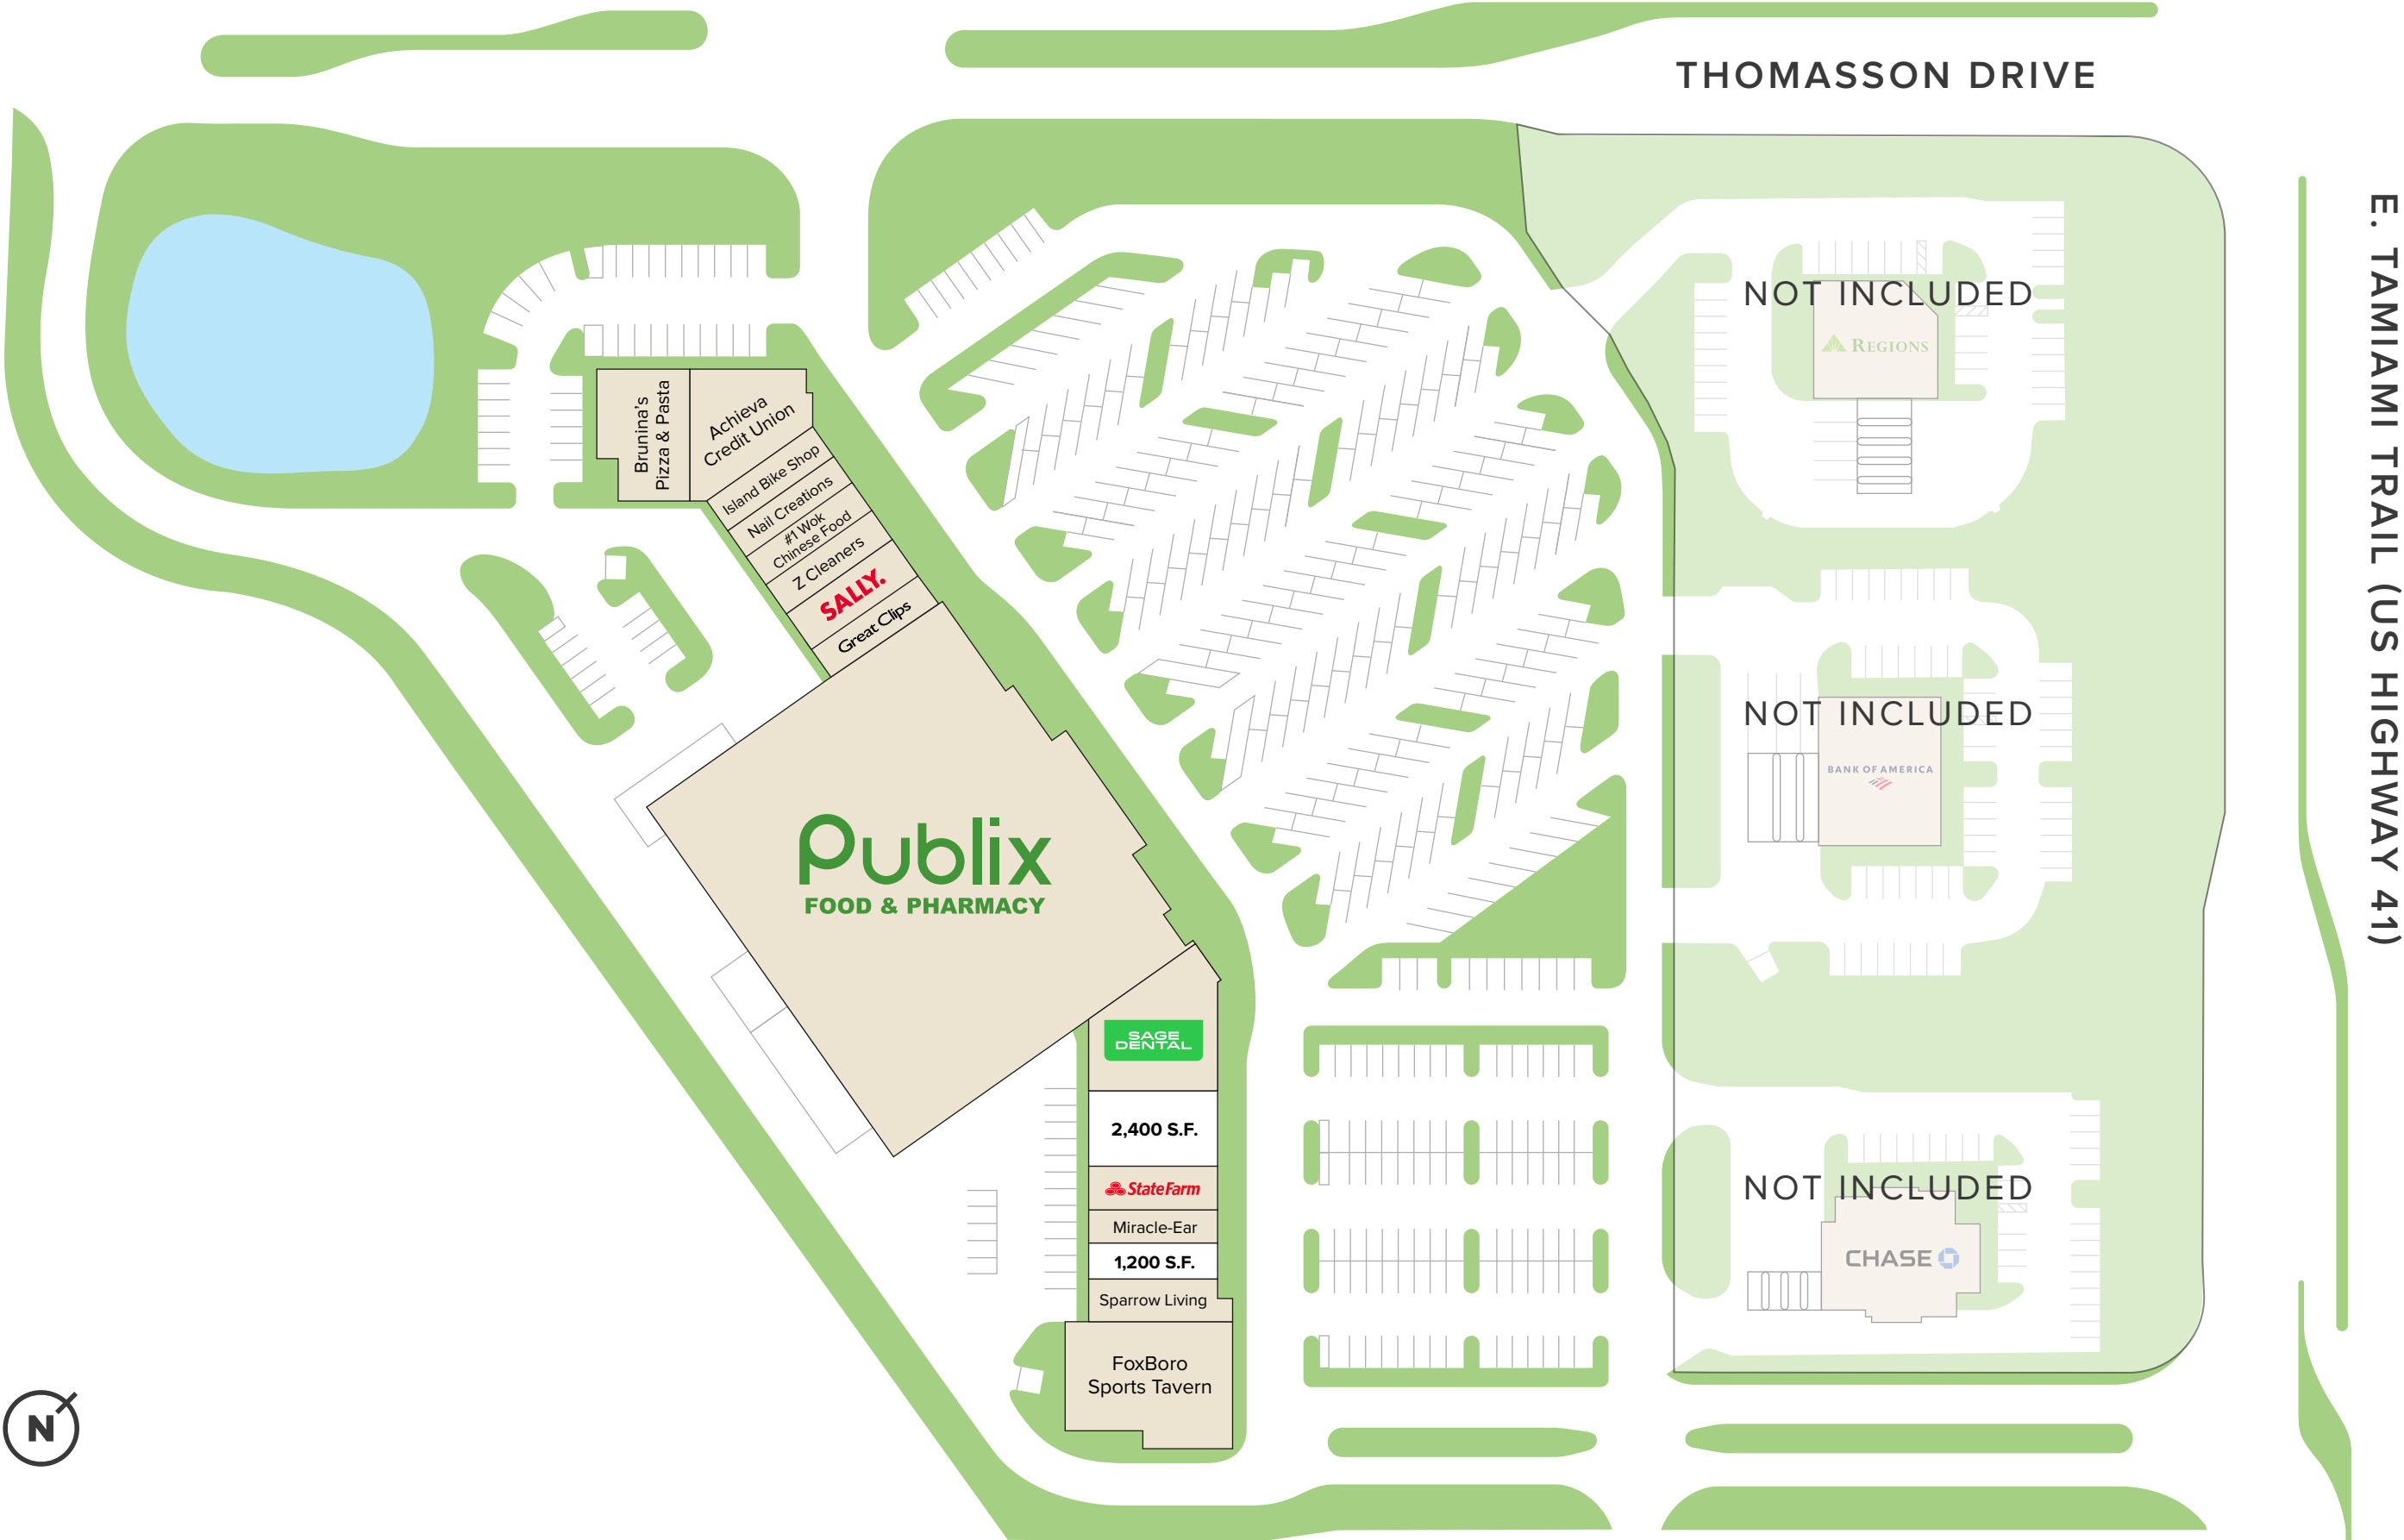 THOMASSON DRIVE
E. TAMIAMI TRAIL (US HIGHWAY 41)
NOT INCLUDED
REGIONS
Brunina's
Pizza & Pasta
Achieva
Credit Union
Island Bike Shop
Nail Creations
#1 Wok
Chinese Food
Z Cleaners
SALLY.
Great Clips
NOT INCLUDED
BANK OF AMERICA
Publix
FOOD & PHARMACY
SAGE
DENTAL
2,400 S.F.
StateFarm
NOT INCLUDED
Miracle-Ear
1,200 S.F.
CHASE
Sparrow Living
FoxBoro
Sports Tavern
N